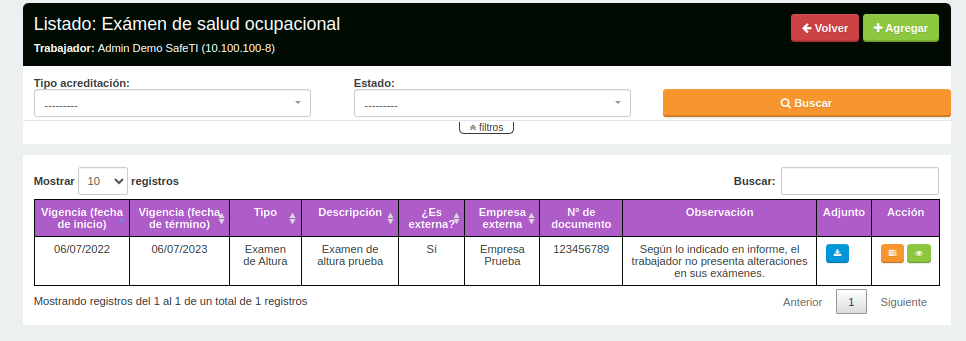 Listado: Exámen de salud ocupacional
Trabajador: Admin Demo SafeTI (10.100.100-8)
Volver
Agregar
Tipo acreditación:
Estado:
---------
---------
Buscar
filtros
Mostrar 10 registros
Buscar:
Vigencia (fecha de inicio)
Vigencia (fecha de término)
Tipo
Descripción
¿Es externa?
Empresa externa
Nº de documento
Observación
Adjunto
Acción
06/07/2022
06/07/2023
Examen de Altura
Examen de altura prueba
Sí
Empresa Prueba
123456789
Según lo indicado en informe, el
trabajador no presenta alteraciones
en sus exámenes.
Mostrando registros del 1 al 1 de un total de 1 registros
Anterior 1 Siguiente